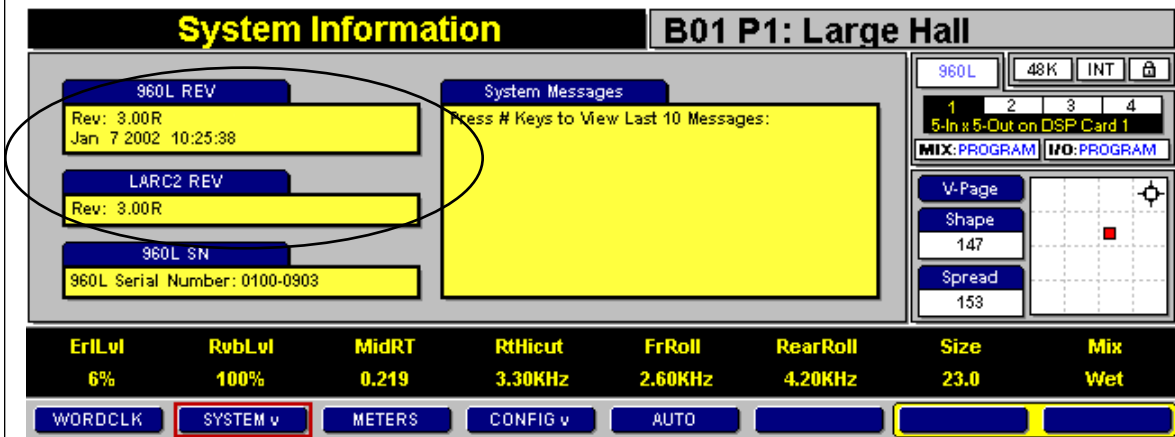 System Information
B01 P1: Large Hall
960L REV
Rev: 3.00R
Jan 7 2002 10:25:38
LARC2 REV
Rev: 3.00R
960L SN
960L Serial Number: 0100-0903
System Messages
Press # Keys to View Last 10 Messages:
960L
48K INT
1 2 3 4
5-In x 5-Out on DSP Card 1
MIX:PROGRAM I/O:PROGRAM
V-Page
Shape
147
Spread
153
ErlLvl RvbLvl MidRT RtHicut FrRoll RearRoll Size Mix
6% 100% 0.219 3.30KHz 2.60KHz 4.20KHz 23.0 Wet
WORDCLK SYSTEM v METERS CONFIG v AUTO